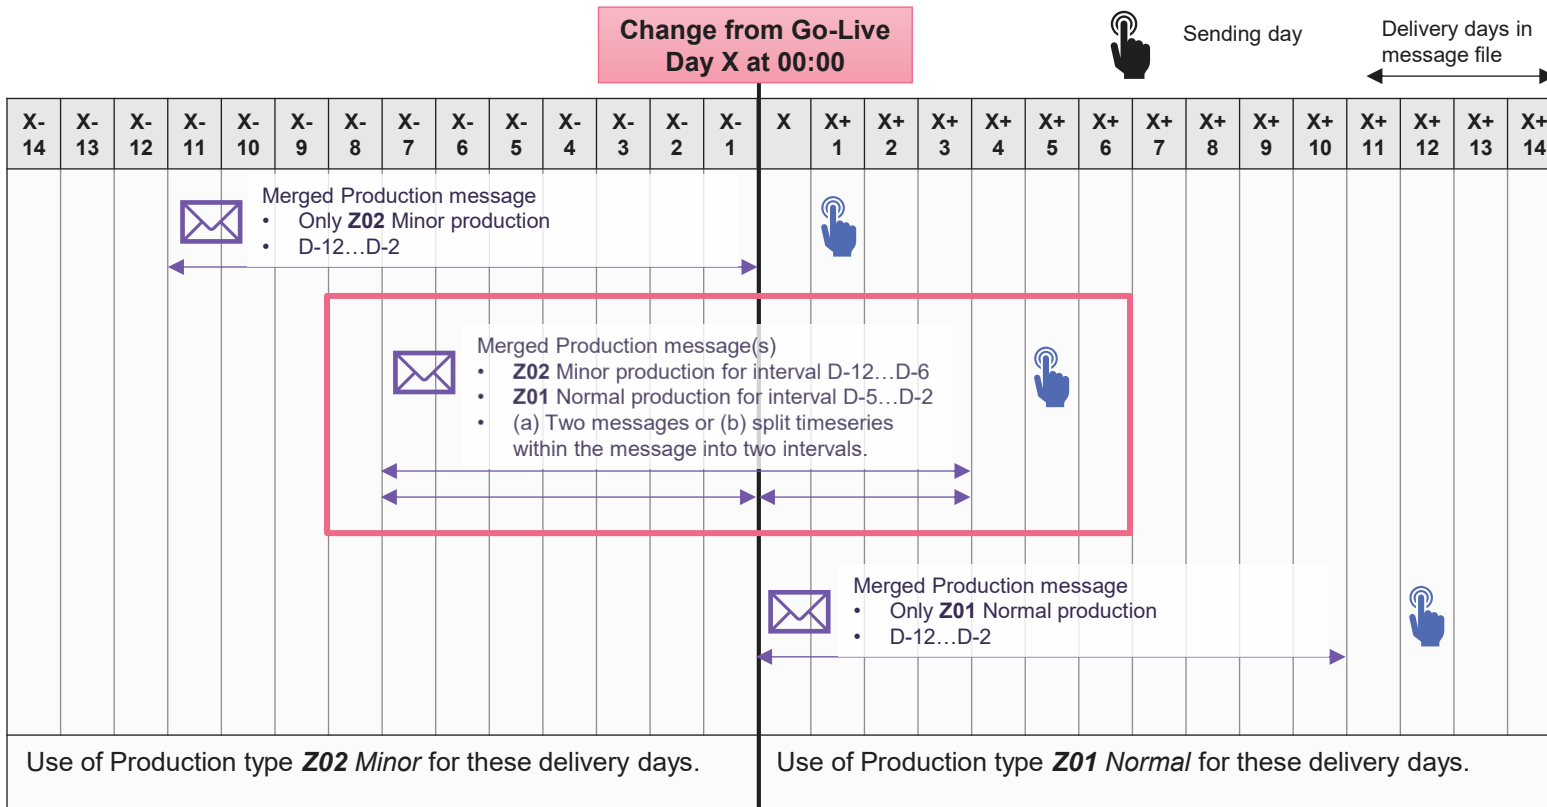 Change from Go-Live
Day X at 00:00
Sending day
Delivery days in
message file
X-14 X-13 X-12 X-11 X-10 X-9 X-8 X-7 X-6 X-5 X-4 X-3 X-2 X-1 X X+1 X+2 X+3 X+4 X+5 X+6 X+7 X+8 X+9 X+10 X+11 X+12 X+13 X+14
Merged Production message
• Only Z02 Minor production
• D-12…D-2
Merged Production message(s)
• Z02 Minor production for interval D-12…D-6
• Z01 Normal production for interval D-5…D-2
• (a) Two messages or (b) split timeseries
within the message into two intervals.
Merged Production message
• Only Z01 Normal production
• D-12…D-2
Use of Production type Z02 Minor for these delivery days.
Use of Production type Z01 Normal for these delivery days.